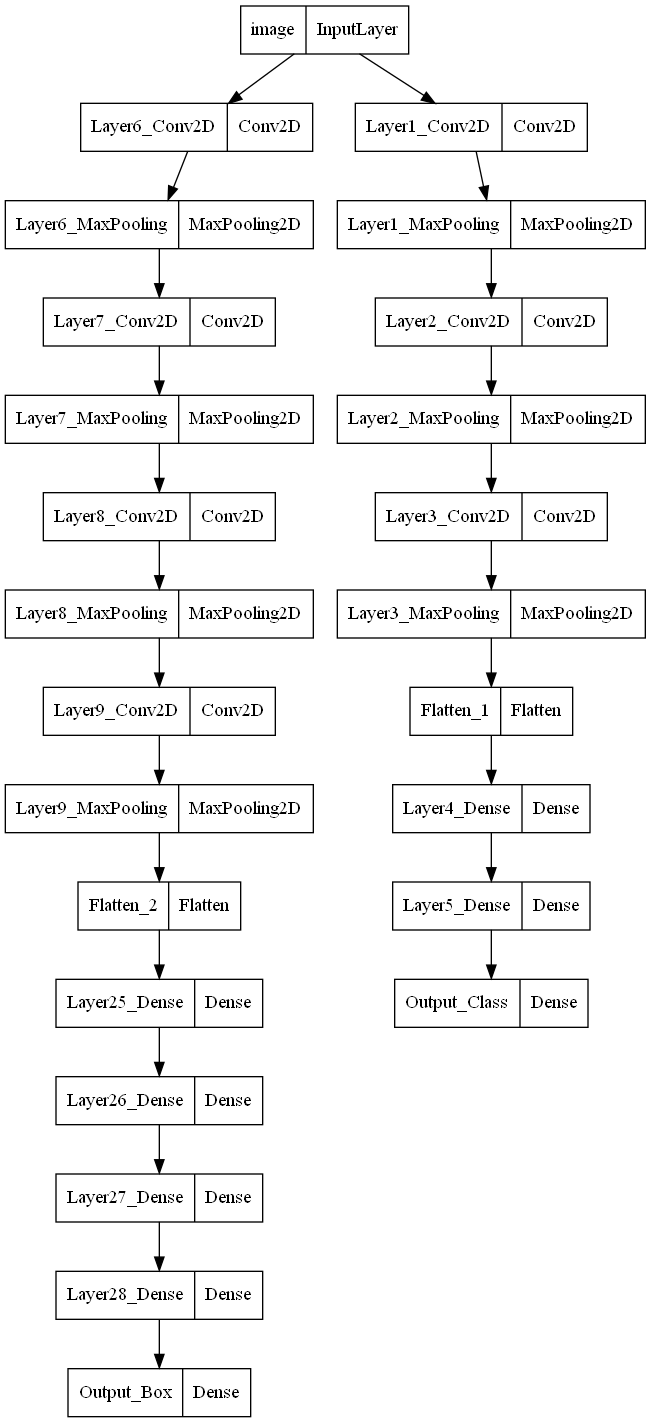 image InputLayer
Layer6_Conv2D Conv2D Layer1_Conv2D Conv2D
Layer6_MaxPooling MaxPooling2D Layer1_MaxPooling MaxPooling2D
Layer7_Conv2D Conv2D Layer2_Conv2D Conv2D
Layer7_MaxPooling MaxPooling2D Layer2_MaxPooling MaxPooling2D
Layer8_Conv2D Conv2D Layer3_Conv2D Conv2D
Layer8_MaxPooling MaxPooling2D Layer3_MaxPooling MaxPooling2D
Layer9_Conv2D Conv2D Flatten_1 Flatten
Layer9_MaxPooling MaxPooling2D Layer4_Dense Dense
Flatten_2 Flatten Layer5_Dense Dense
Layer25_Dense Dense Output_Class Dense
Layer26_Dense Dense
Layer27_Dense Dense
Layer28_Dense Dense
Output_Box Dense